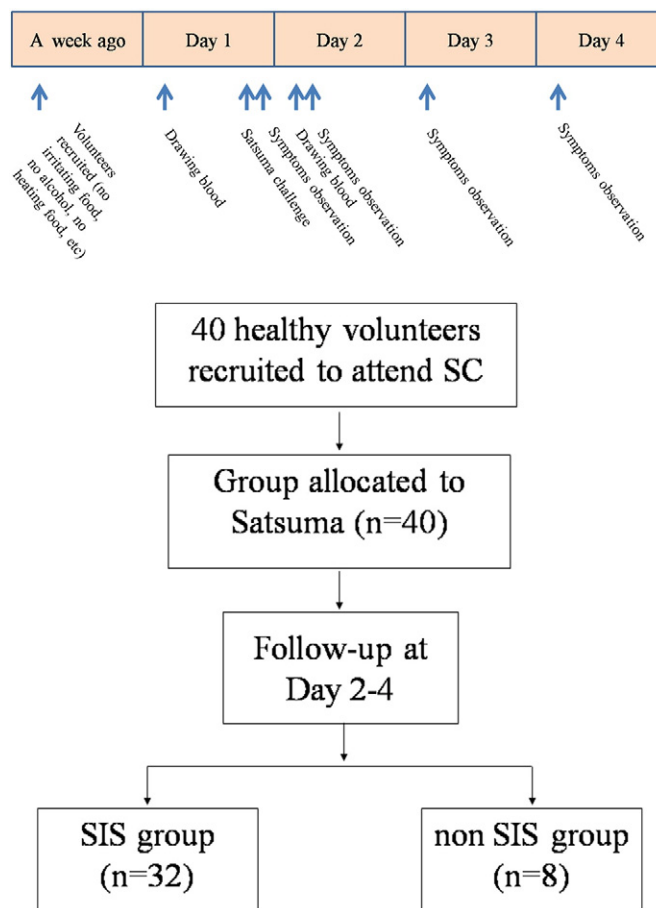 A week ago
Day 1
Day 2
Day 3
Day 4
Volunteers
recruited (no
irritating food,
no alcohol, no
heating food, etc)
Drawing blood
Satsuma challenge
Symptoms observation
Drawing blood
Symptoms observation
Symptoms observation
Symptoms observation
40 healthy volunteers
recruited to attend SC
Group allocated to
Satsuma (n=40)
Follow-up at
Day 2-4
SIS group
(n=32)
non SIS group
(n=8)